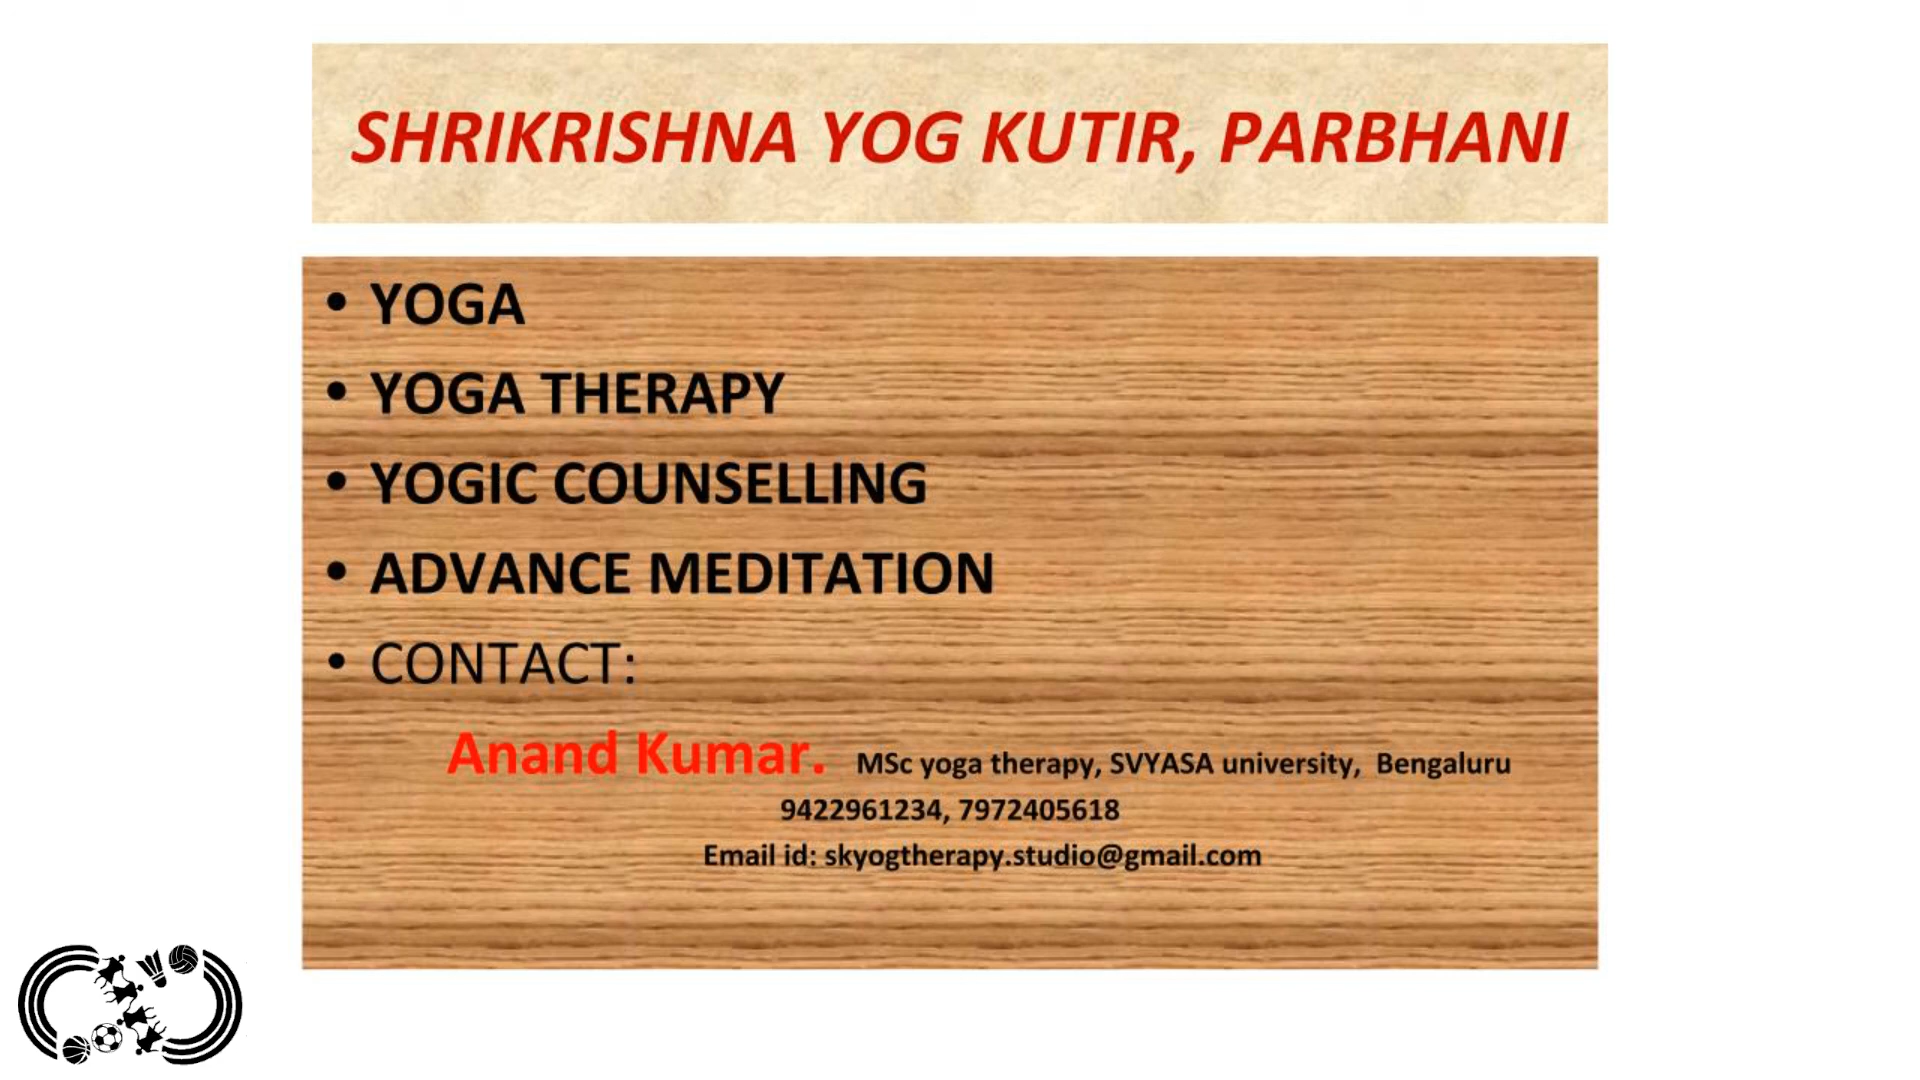 SHRIKRISHNA YOG KUTIR, PARBHANI
• YOGA
• YOGA THERAPY
• YOGIC COUNSELLING
• ADVANCE MEDITATION
• CONTACT:
Anand Kumar. MSc yoga therapy, SVYASA university, Bengaluru
9422961234, 7972405618
Email id: skyogtherapy.studio@gmail.com